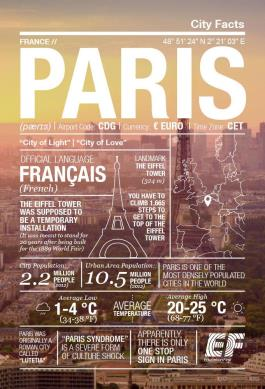 City Facts
FRANCE // 48° 51' 24" N 2° 21' 03" E
PARIS
(pærɪs) | Airport Code: CDG | Currency: € EURO | Time Zone: CET
"City of Light" | "City of Love"
OFFICIAL LANGUAGE
FRANÇAIS
(French)
THE EIFFEL TOWER
WAS SUPPOSED TO
BE A TEMPORARY
INSTALLATION
(It was meant to stand for
20 years after being built
for the 1889 World Fair)
LANDMARK
THE EIFFEL
TOWER
(324 m)
YOU HAVE TO
CLIMB 1,665
STEPS TO
GET TO THE
TOP OF THE
EIFFEL
TOWER
City Population:
2.2 MILLION
PEOPLE
(2012)
Urban Area Population:
10.5 MILLION
PEOPLE
(2012)
PARIS IS ONE OF THE
MOST DENSELY POPULATED
CITIES IN THE WORLD
Average Low
1-4 °C
(34-38 °F)
AVERAGE
TEMPERATURE
Average High
20-25 °C
(68-77 °F)
PARIS WAS
ORIGINALLY A
ROMAN CITY
CALLED
"LUTETIA"
"PARIS SYNDROME"
IS A SEVERE FORM
OF CULTURE SHOCK
APPARENTLY,
THERE IS ONLY
ONE STOP
SIGN IN PARIS
EF